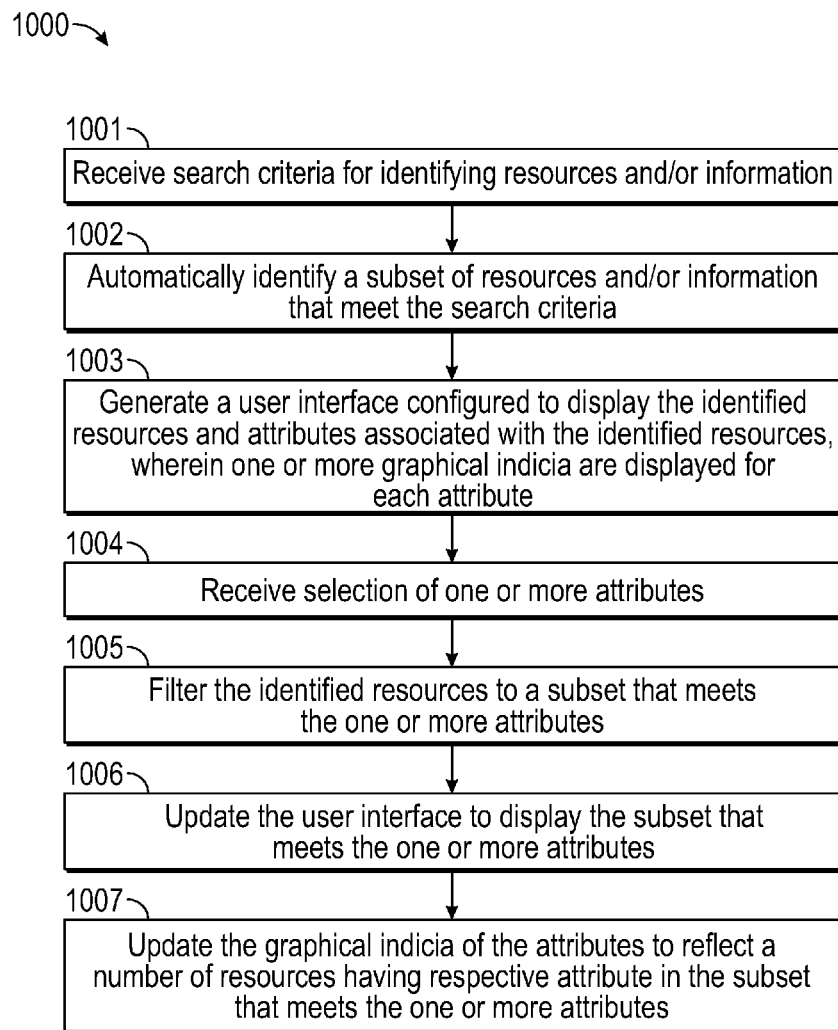 1000
1001
Receive search criteria for identifying resources and/or information
1002
Automatically identify a subset of resources and/or information
that meet the search criteria
1003
Generate a user interface configured to display the identified
resources and attributes associated with the identified resources,
wherein one or more graphical indicia are displayed for
each attribute
1004
Receive selection of one or more attributes
1005
Filter the identified resources to a subset that meets
the one or more attributes
1006
Update the user interface to display the subset that
meets the one or more attributes
1007
Update the graphical indicia of the attributes to reflect a
number of resources having respective attribute in the subset
that meets the one or more attributes